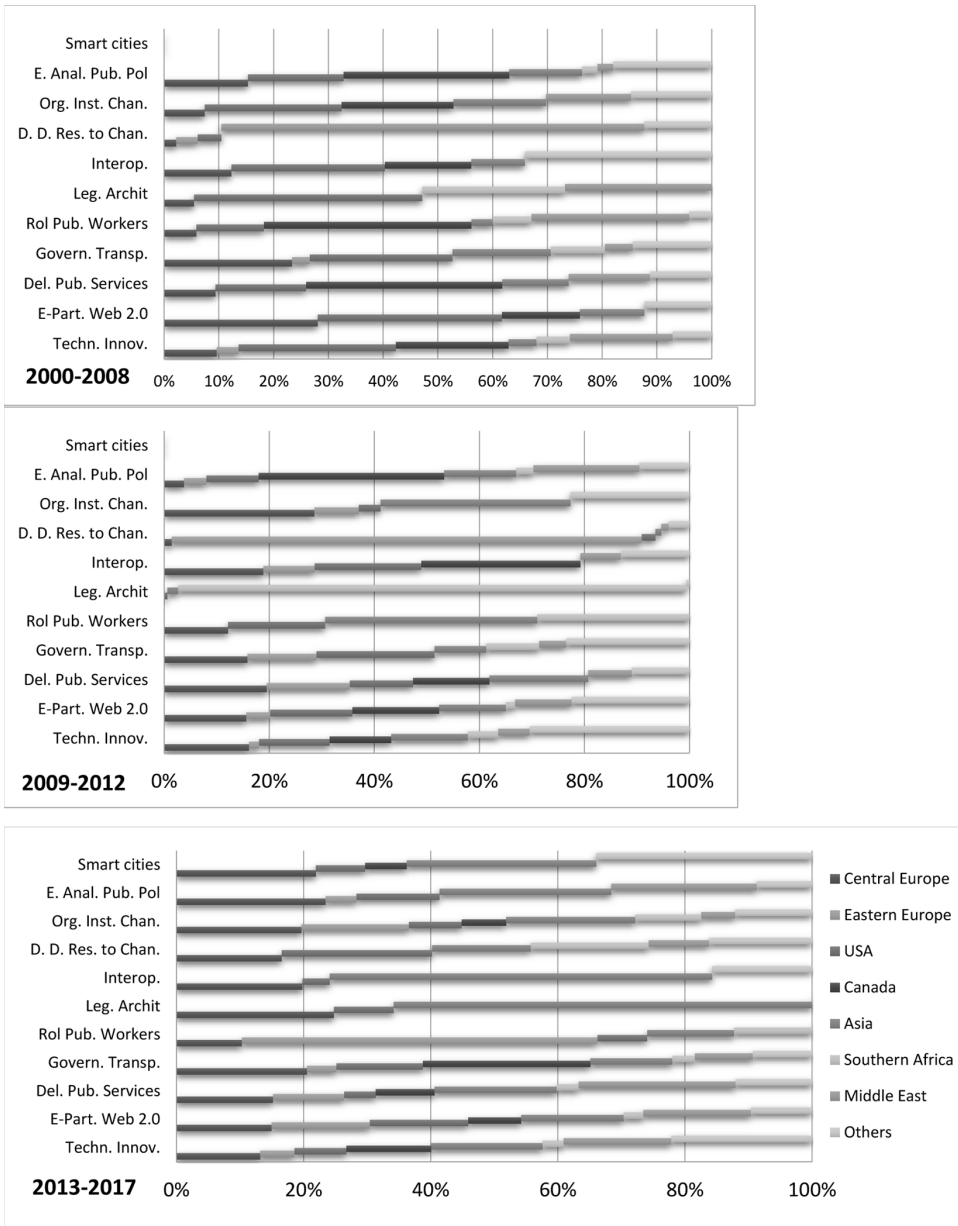 Smart cities
E. Anal. Pub. Pol
Org. Inst. Chan.
D. D. Res. to Chan.
Interop.
Leg. Archit
Rol Pub. Workers
Govern. Transp.
Del. Pub. Services
E-Part. Web 2.0
Techn. Innov.
2000-2008 0% 10% 20% 30% 40% 50% 60% 70% 80% 90% 100%
Smart cities
E. Anal. Pub. Pol
Org. Inst. Chan.
D. D. Res. to Chan.
Interop.
Leg. Archit
Rol Pub. Workers
Govern. Transp.
Del. Pub. Services
E-Part. Web 2.0
Techn. Innov.
2009-2012 0% 20% 40% 60% 80% 100%
Smart cities
E. Anal. Pub. Pol
Org. Inst. Chan.
D. D. Res. to Chan.
Interop.
Leg. Archit
Rol Pub. Workers
Govern. Transp.
Del. Pub. Services
E-Part. Web 2.0
Techn. Innov.
2013-2017 0% 20% 40% 60% 80% 100%
Central Europe
Eastern Europe
USA
Canada
Asia
Southern Africa
Middle East
Others